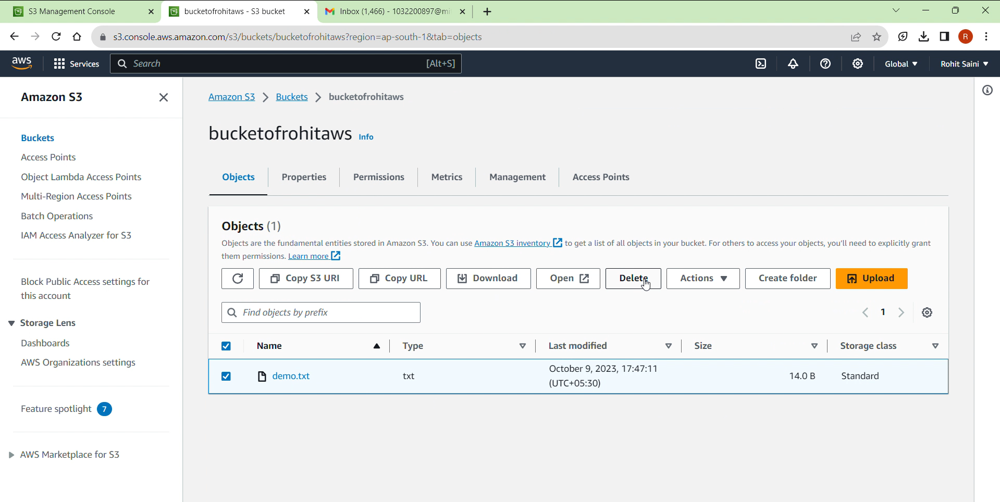 S3 Management Console
bucketofrohitaws - S3 bucket
Inbox (1,466) - 1032200897@mi
s3.console.aws.amazon.com/s3/buckets/bucketofrohitaws?region=ap-south-1&tab=objects
R
aws
Services
Search
[Alt+S]
Global
Rohit Saini
Amazon S3
Buckets
Access Points
Object Lambda Access Points
Multi-Region Access Points
Batch Operations
IAM Access Analyzer for S3
Block Public Access settings for
this account
Storage Lens
Dashboards
AWS Organizations settings
Feature spotlight 7
AWS Marketplace for S3
Amazon S3 > Buckets > bucketofrohitaws
bucketofrohitaws Info
Objects
Properties
Permissions
Metrics
Management
Access Points
Objects (1)
Objects are the fundamental entities stored in Amazon S3. You can use Amazon S3 inventory to get a list of all objects in your bucket. For others to access your objects, you'll need to explicitly grant
them permissions. Learn more
Copy S3 URI
Copy URL
Download
Open
Delete
Actions
Create folder
Upload
Find objects by prefix
1
Name
Type
Last modified
Size
Storage class
demo.txt
txt
October 9, 2023, 17:47:11
(UTC+05:30)
14.0 B
Standard